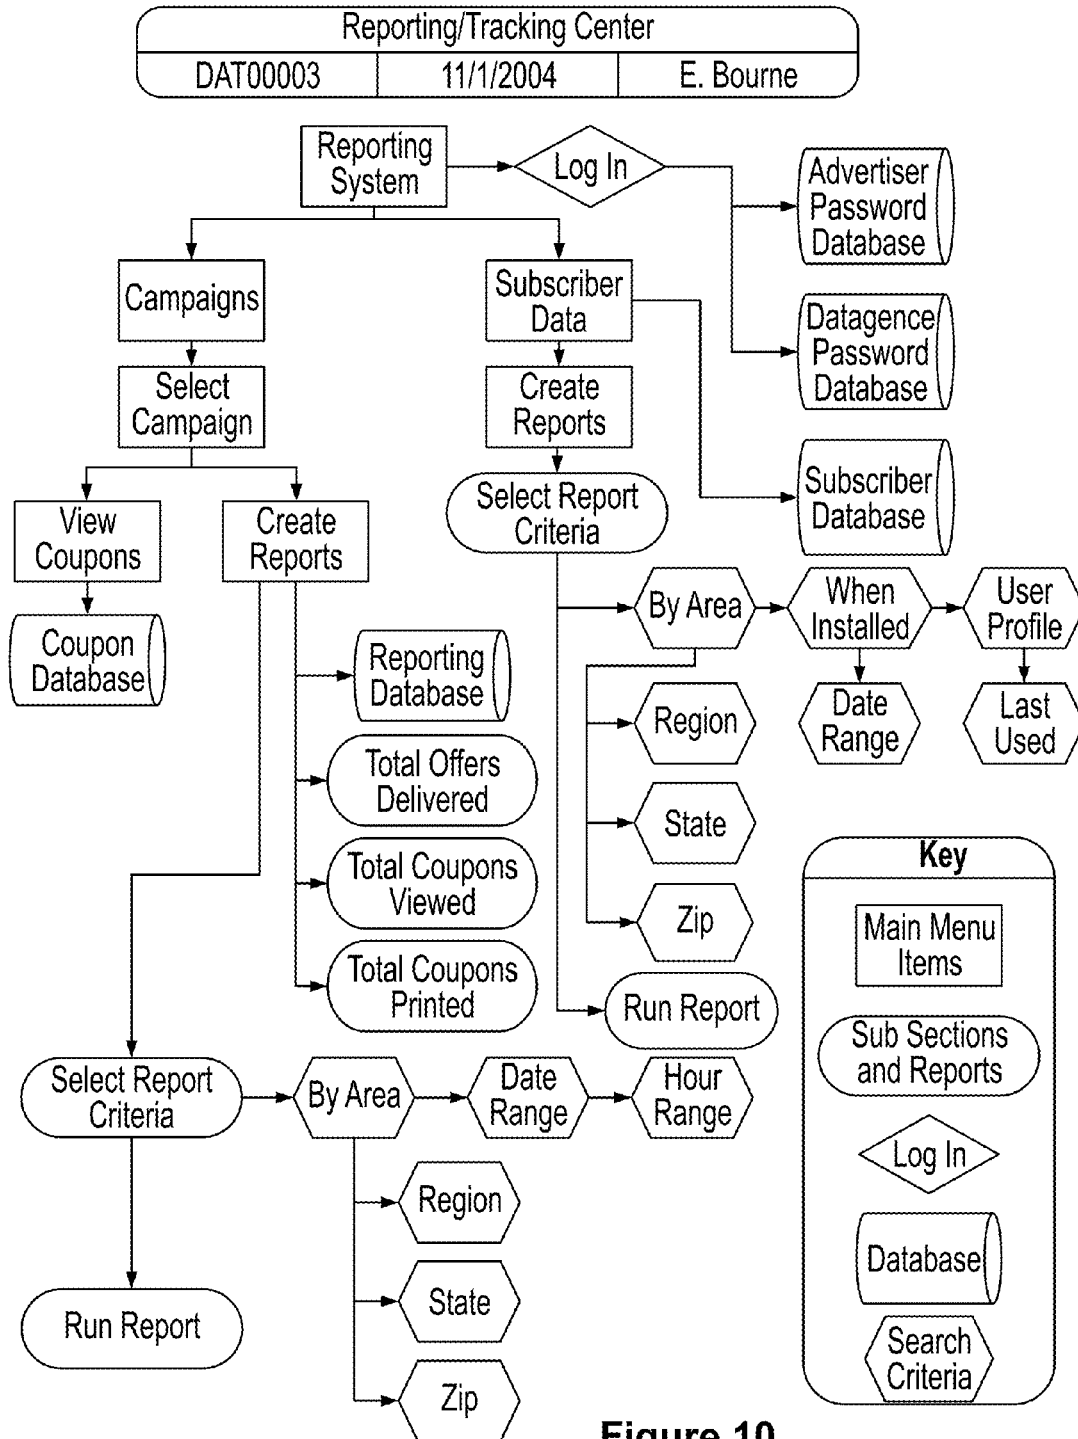 Reporting/Tracking Center
DAT00003
11/1/2004
E. Bourne
Reporting
System
Log In
Advertiser
Password
Database
Campaigns
Subscriber
Data
Datagence
Password
Database
Select
Campaign
Create
Reports
Subscriber
Database
View
Coupons
Create
Reports
Select Report
Criteria
Coupon
Database
Reporting
Database
Total Offers
Delivered
Total Coupons
Viewed
Total Coupons
Printed
By Area
When
Installed
User
Profile
Region
Date
Range
Last
Used
State
Zip
Run Report
Select Report
Criteria
By Area
Date
Range
Hour
Range
Region
State
Zip
Run Report
Key
Main Menu
Items
Sub Sections
and Reports
Log In
Database
Search
Criteria
Figure 10